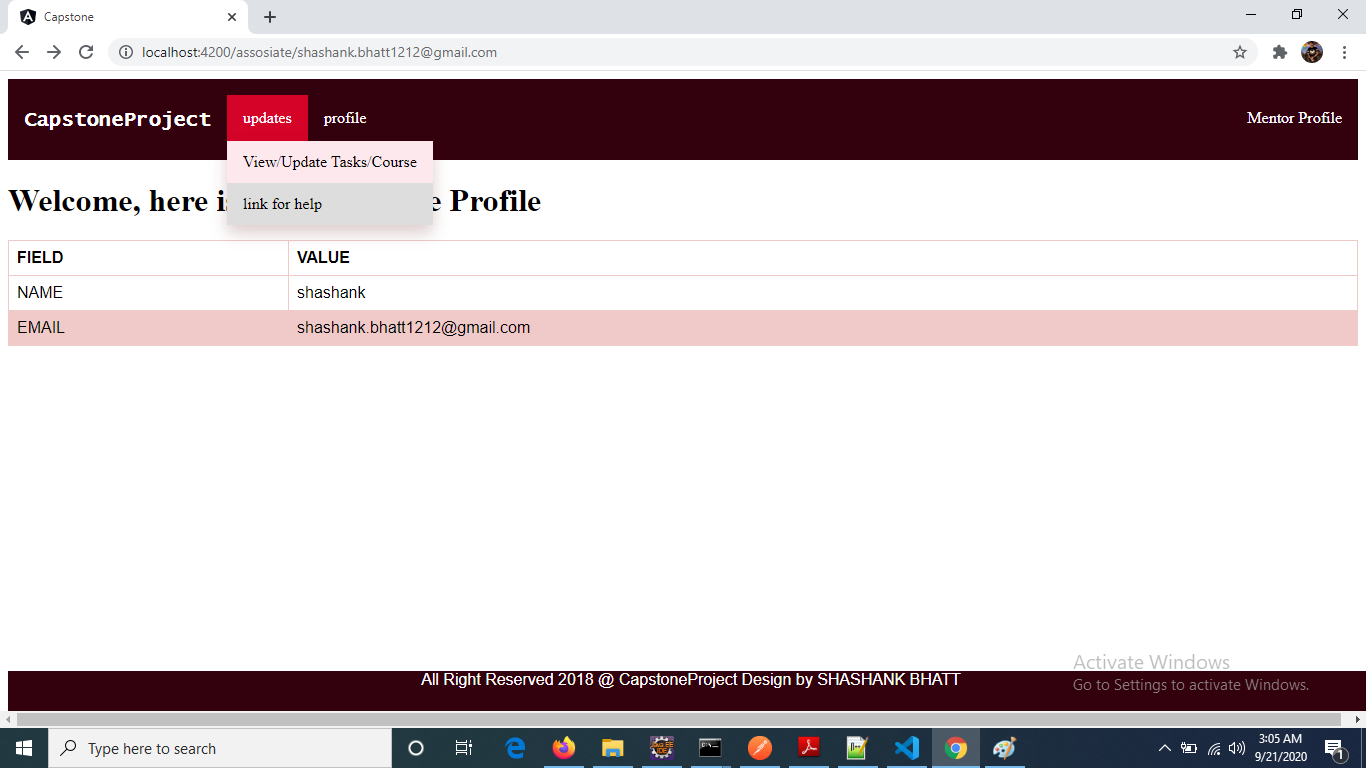 Capstone
localhost:4200/assosiate/shashank.bhatt1212@gmail.com
CapstoneProject
updates
profile
Mentor Profile
View/Update Tasks/Course
link for help
Welcome, here Profile
FIELD VALUE
NAME shashank
EMAIL shashank.bhatt1212@gmail.com
Activate Windows
Go to Settings to activate Windows.
All Right Reserved 2018 @ CapstoneProject Design by SHASHANK BHATT
Type here to search
3:05 AM
9/21/2020
1